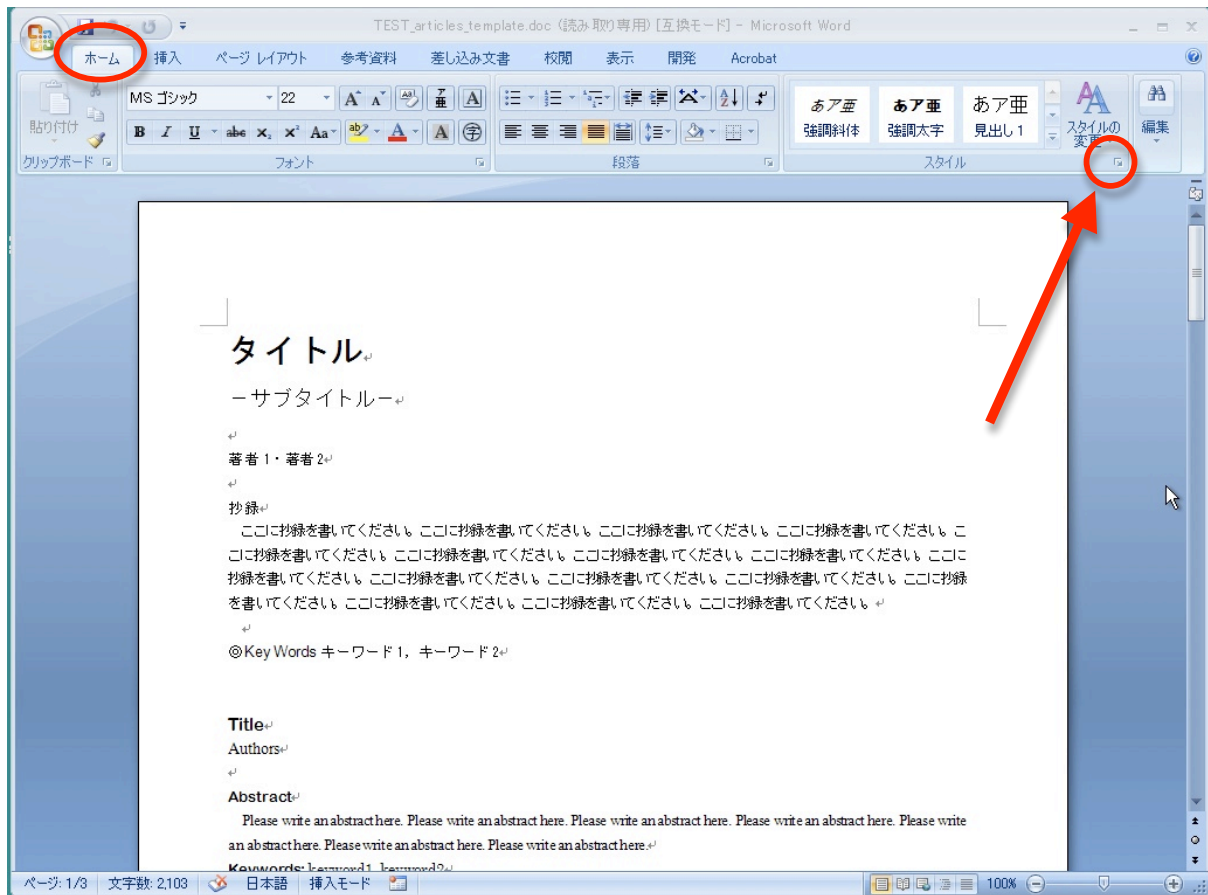 TEST_articles_template.doc (読み取り専用) [互換モード] - Microsoft Word
ホーム 挿入 ページ レイアウト 参考資料 差し込み文書 校閲 表示 開発 Acrobat
貼り付け
クリップボード
MS ゴシック 22
B I U abc x₂ x² Aa ab A A 字
フォント
段落
あア亜 あア亜 あア亜
強調斜体 強調太字 見出し 1
スタイルの
変更
スタイル
編集
タイトル
－サブタイトル－
著者 1・著者 2
抄録
ここに抄録を書いてください。ここに抄録を書いてください。ここに抄録を書いてください。ここに抄録を書いてください。こ
こに抄録を書いてください。ここに抄録を書いてください。ここに抄録を書いてください。ここに抄録を書いてください。ここに
抄録を書いてください。ここに抄録を書いてください。ここに抄録を書いてください。ここに抄録を書いてください。ここに抄録
を書いてください。ここに抄録を書いてください。ここに抄録を書いてください。ここに抄録を書いてください。
◎Key Words キーワード 1，キーワード 2
Title
Authors
Abstract
Please write an abstract here. Please write an abstract here. Please write an abstract here. Please write an abstract here. Please write
an abstract here. Please write an abstract here. Please write an abstract here.
Keywords: keyword1, keyword2
ページ: 1/3 文字数: 2,103 日本語 挿入モード 100%